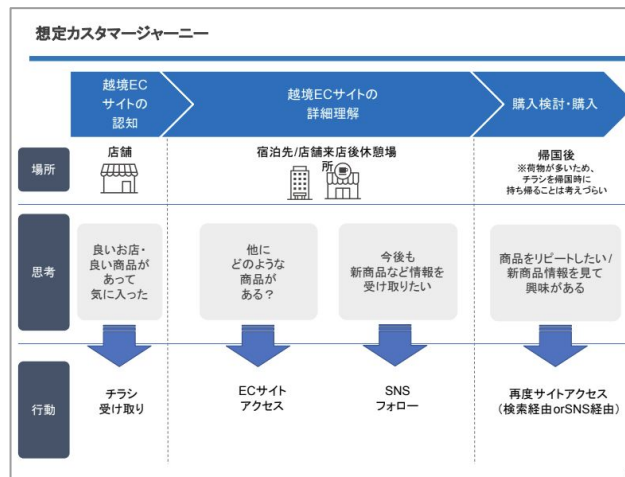 想定カスタマージャーニー
越境EC
サイトの
認知
越境ECサイトの
詳細理解
購入検討・購入
場所
店舗
宿泊先/店舗来店後休憩場
所
帰国後
※荷物が多いため、
チラシを帰国時に
持ち帰ることは考えづらい
思考
良いお店・
良い商品が
あって
気に入った
他に
どのような
商品が
ある？
今後も
新商品など情報を
受け取りたい
商品をリピートしたい/
新商品情報を見て
興味がある
行動
チラシ
受け取り
ECサイト
アクセス
SNS
フォロー
再度サイトアクセス
(検索経由orSNS経由)